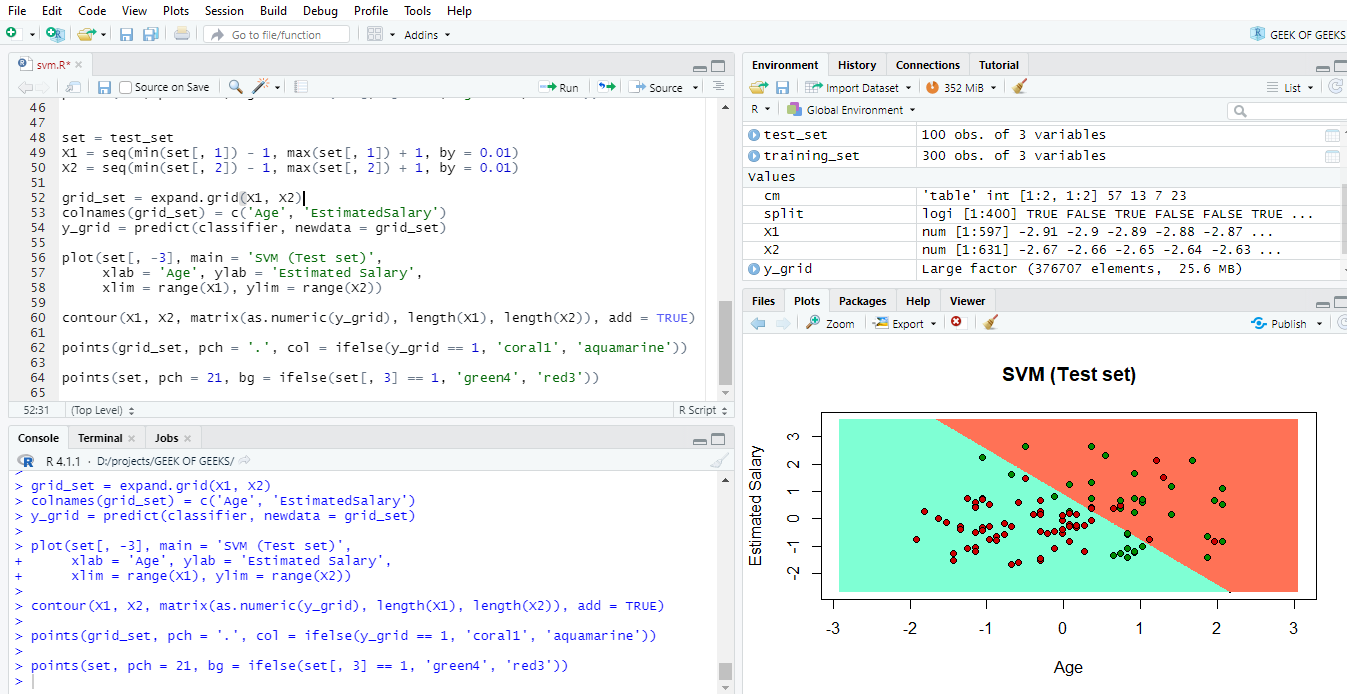 File Edit Code View Plots Session Build Debug Profile Tools Help
Go to file/function Addins GEEK OF GEEKS
svm.R*
Source on Save Run Source
46
47
48 set = test_set
49 X1 = seq(min(set[, 1]) - 1, max(set[, 1]) + 1, by = 0.01)
50 X2 = seq(min(set[, 2]) - 1, max(set[, 2]) + 1, by = 0.01)
51
52 grid_set = expand.grid(X1, X2)
53 colnames(grid_set) = c('Age', 'EstimatedSalary')
54 y_grid = predict(classifier, newdata = grid_set)
55
56 plot(set[, -3], main = 'SVM (Test set)',
57 xlab = 'Age', ylab = 'Estimated Salary',
58 xlim = range(X1), ylim = range(X2))
59
60 contour(X1, X2, matrix(as.numeric(y_grid), length(X1), length(X2)), add = TRUE)
61
62 points(grid_set, pch = '.', col = ifelse(y_grid == 1, 'coral1', 'aquamarine'))
63
64 points(set, pch = 21, bg = ifelse(set[, 3] == 1, 'green4', 'red3'))
65
52:31 (Top Level) R Script
Console Terminal Jobs
R 4.1.1 · D:/projects/GEEK OF GEEKS/
>
> grid_set = expand.grid(X1, X2)
> colnames(grid_set) = c('Age', 'EstimatedSalary')
> y_grid = predict(classifier, newdata = grid_set)
>
> plot(set[, -3], main = 'SVM (Test set)',
+ xlab = 'Age', ylab = 'Estimated Salary',
+ xlim = range(X1), ylim = range(X2))
>
> contour(X1, X2, matrix(as.numeric(y_grid), length(X1), length(X2)), add = TRUE)
>
> points(grid_set, pch = '.', col = ifelse(y_grid == 1, 'coral1', 'aquamarine'))
>
> points(set, pch = 21, bg = ifelse(set[, 3] == 1, 'green4', 'red3'))
>
Environment History Connections Tutorial
Import Dataset 352 MiB List
R Global Environment
test_set 100 obs. of 3 variables
training_set 300 obs. of 3 variables
Values
cm 'table' int [1:2, 1:2] 57 13 7 23
split logi [1:400] TRUE FALSE TRUE FALSE FALSE TRUE ...
X1 num [1:597] -2.91 -2.9 -2.89 -2.88 -2.87 ...
X2 num [1:631] -2.67 -2.66 -2.65 -2.64 -2.63 ...
y_grid Large factor (376707 elements, 25.6 MB)
Files Plots Packages Help Viewer
Zoom Export Publish
SVM (Test set)
Estimated Salary
3
2
1
0
-1
-2
-3 -2 -1 0 1 2 3
Age